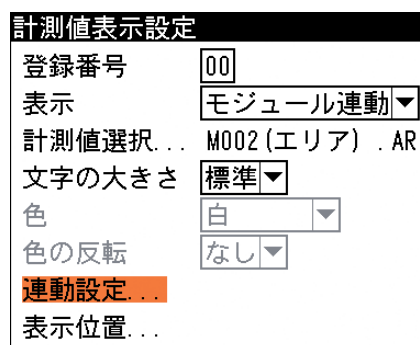 計測値表示設定
登録番号 00
表示 モジュール連動▼
計測値選択... M002(エリア) .AR
文字の大きさ 標準▼
色 白 ▼
色の反転 なし▼
連動設定...
表示位置...